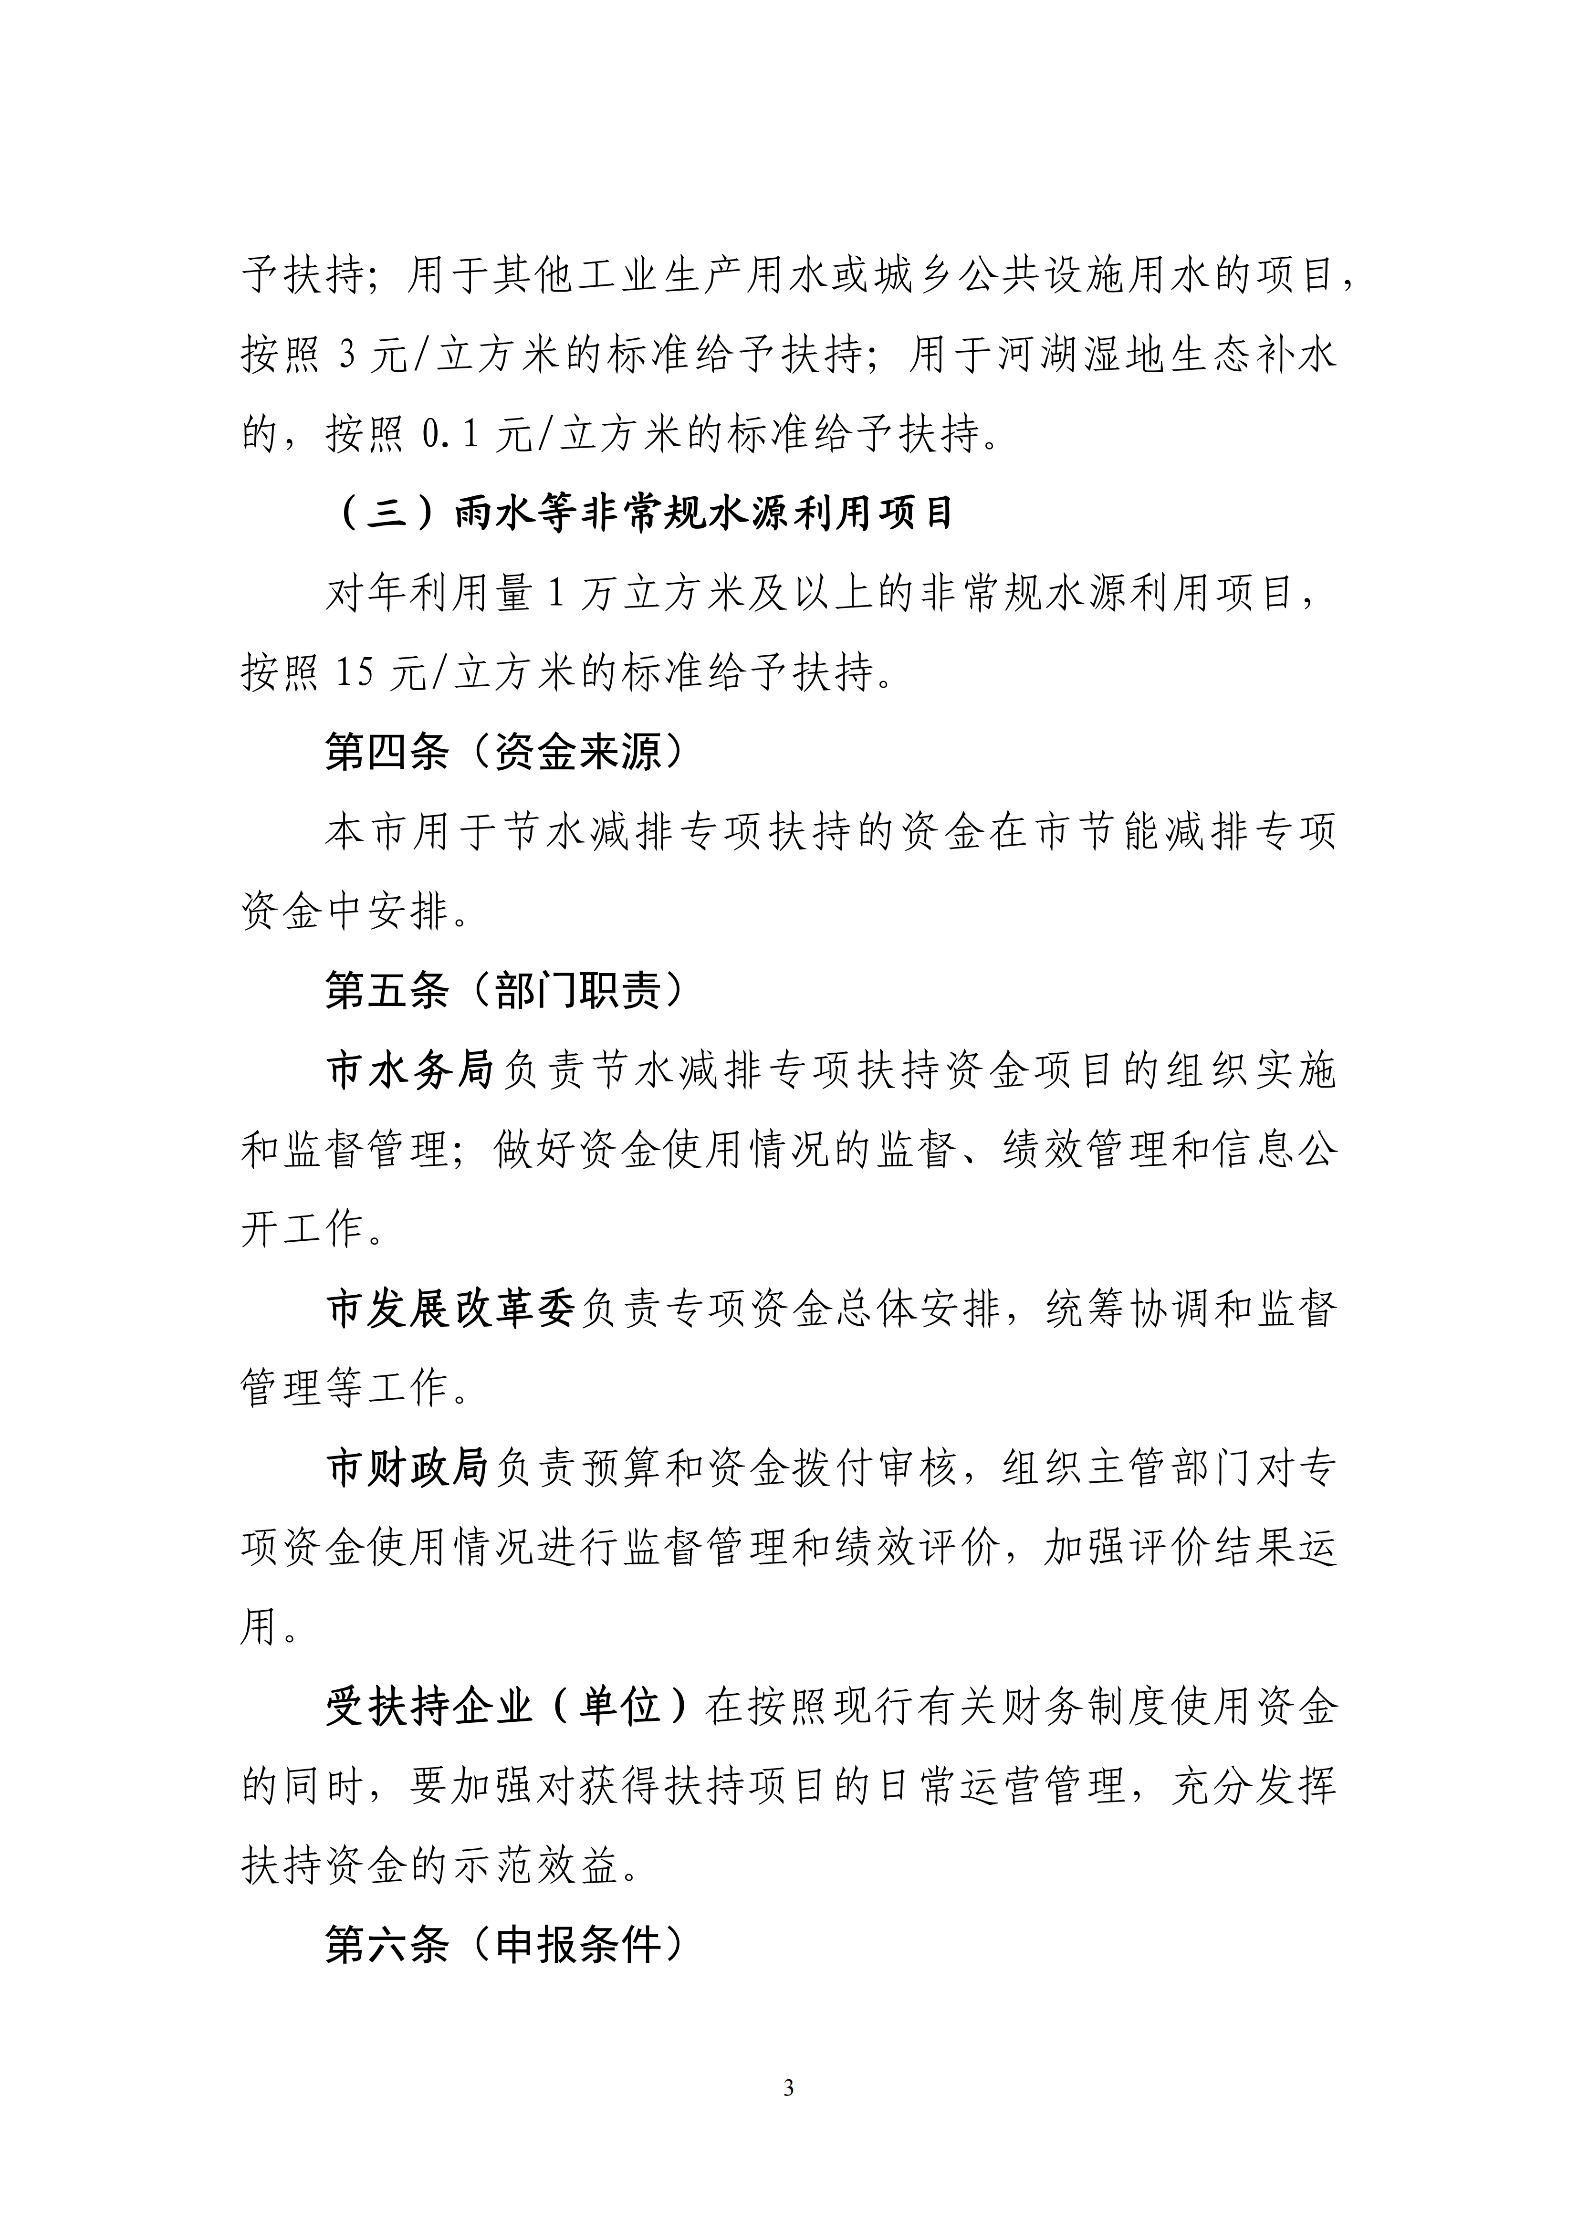 予扶持；用于其他工业生产用水或城乡公共设施用水的项目，
按照 3 元/立方米的标准给予扶持；用于河湖湿地生态补水
的，按照 0.1 元/立方米的标准给予扶持。
（三）雨水等非常规水源利用项目
对年利用量 1 万立方米及以上的非常规水源利用项目，
按照 15 元/立方米的标准给予扶持。
第四条（资金来源）
本市用于节水减排专项扶持的资金在市节能减排专项
资金中安排。
第五条（部门职责）
市水务局负责节水减排专项扶持资金项目的组织实施
和监督管理；做好资金使用情况的监督、绩效管理和信息公
开工作。
市发展改革委负责专项资金总体安排，统筹协调和监督
管理等工作。
市财政局负责预算和资金拨付审核，组织主管部门对专
项资金使用情况进行监督管理和绩效评价，加强评价结果运
用。
受扶持企业（单位）在按照现行有关财务制度使用资金
的同时，要加强对获得扶持项目的日常运营管理，充分发挥
扶持资金的示范效益。
第六条（申报条件）
3